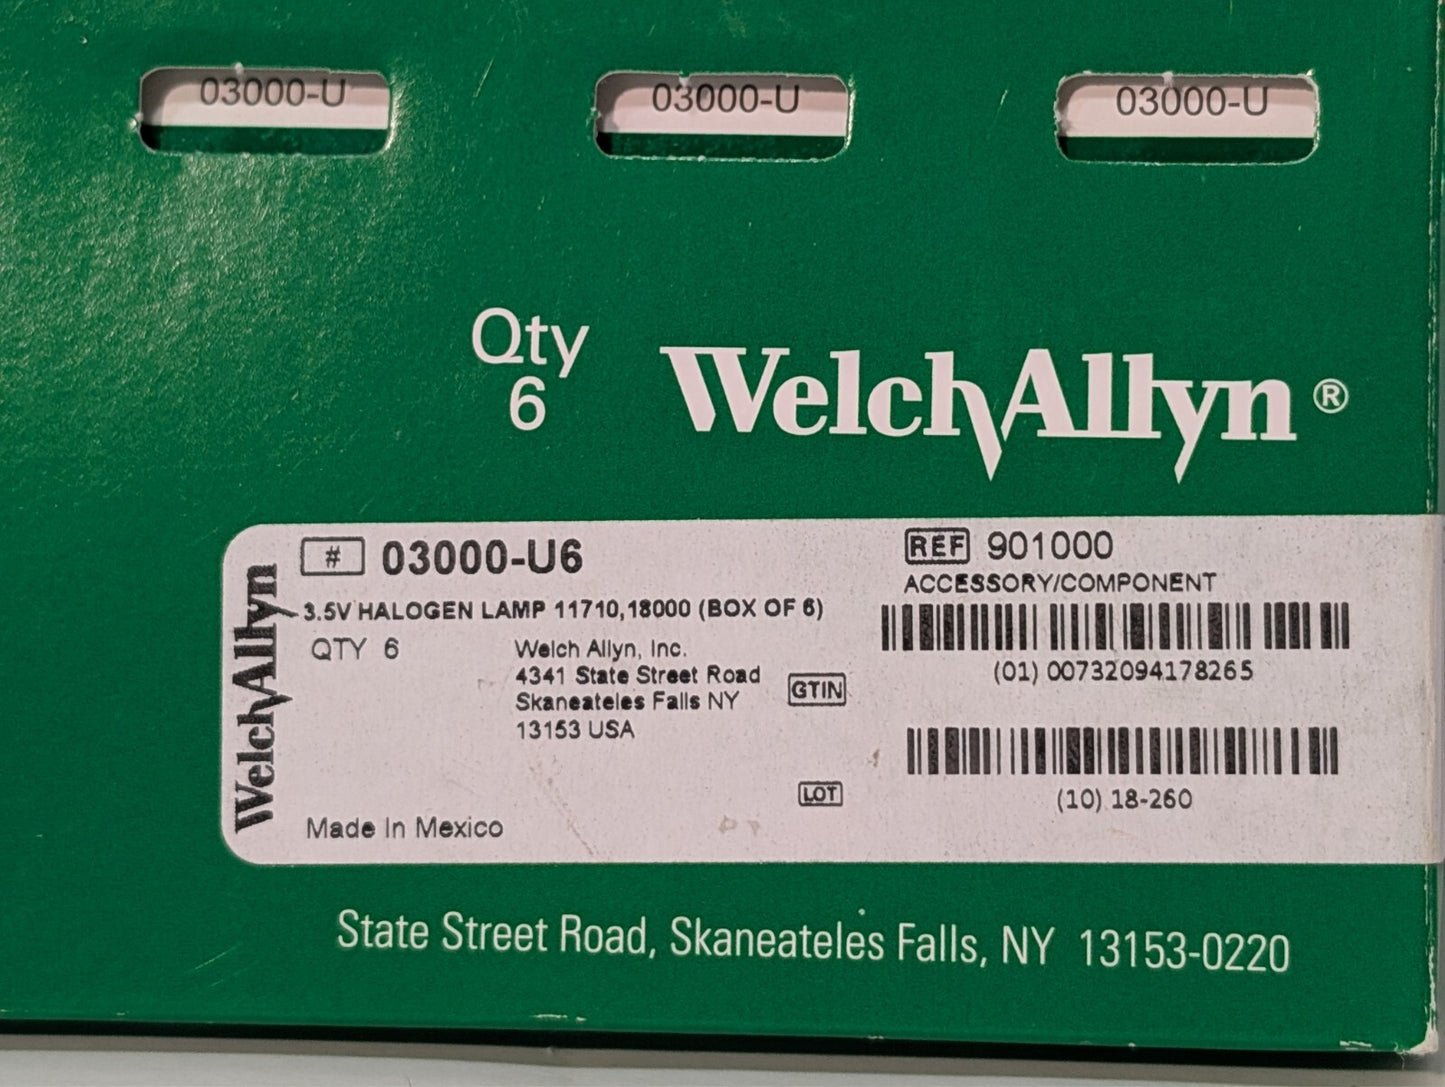 03000-U 03000-U 03000-U
Qty
6
WelchAllyn®
WelchAllyn
# 03000-U6
3.5V HALOGEN LAMP 11710,18000 (BOX OF 6)
QTY 6
Welch Allyn, Inc.
4341 State Street Road
Skaneateles Falls NY
13153 USA
Made In Mexico
REF 901000
ACCESSORY/COMPONENT
GTIN
(01) 00732094178265
LOT
(10) 18-260
State Street Road, Skaneateles Falls, NY 13153-0220